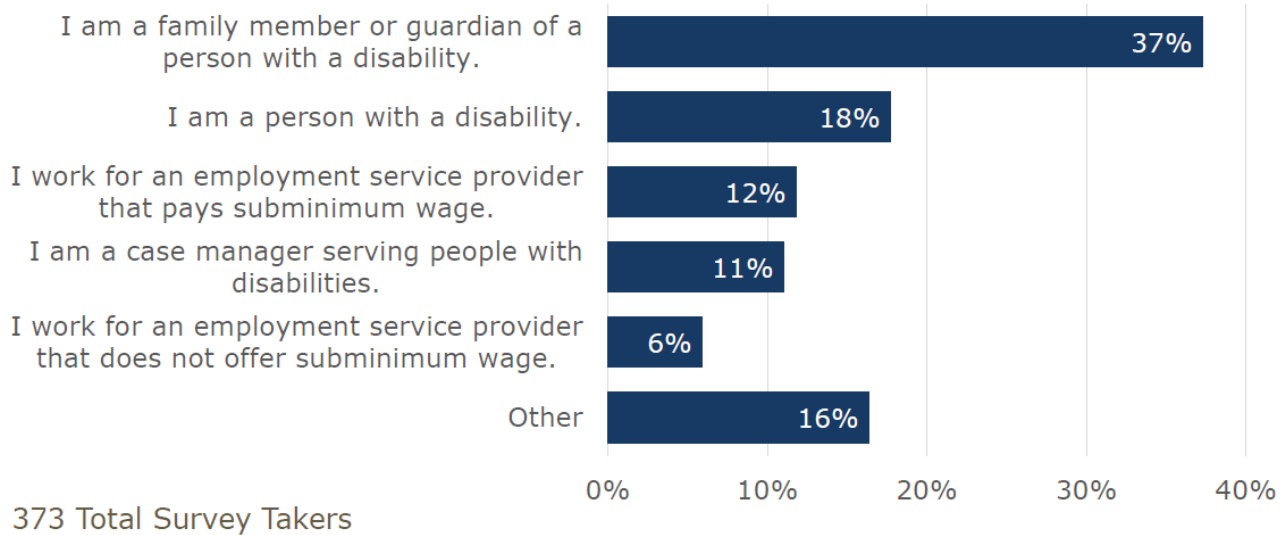 I am a family member or guardian of a
person with a disability.
37%
I am a person with a disability.
18%
I work for an employment service provider
that pays subminimum wage.
12%
I am a case manager serving people with
disabilities.
11%
I work for an employment service provider
that does not offer subminimum wage.
6%
Other
16%
0% 10% 20% 30% 40%
373 Total Survey Takers